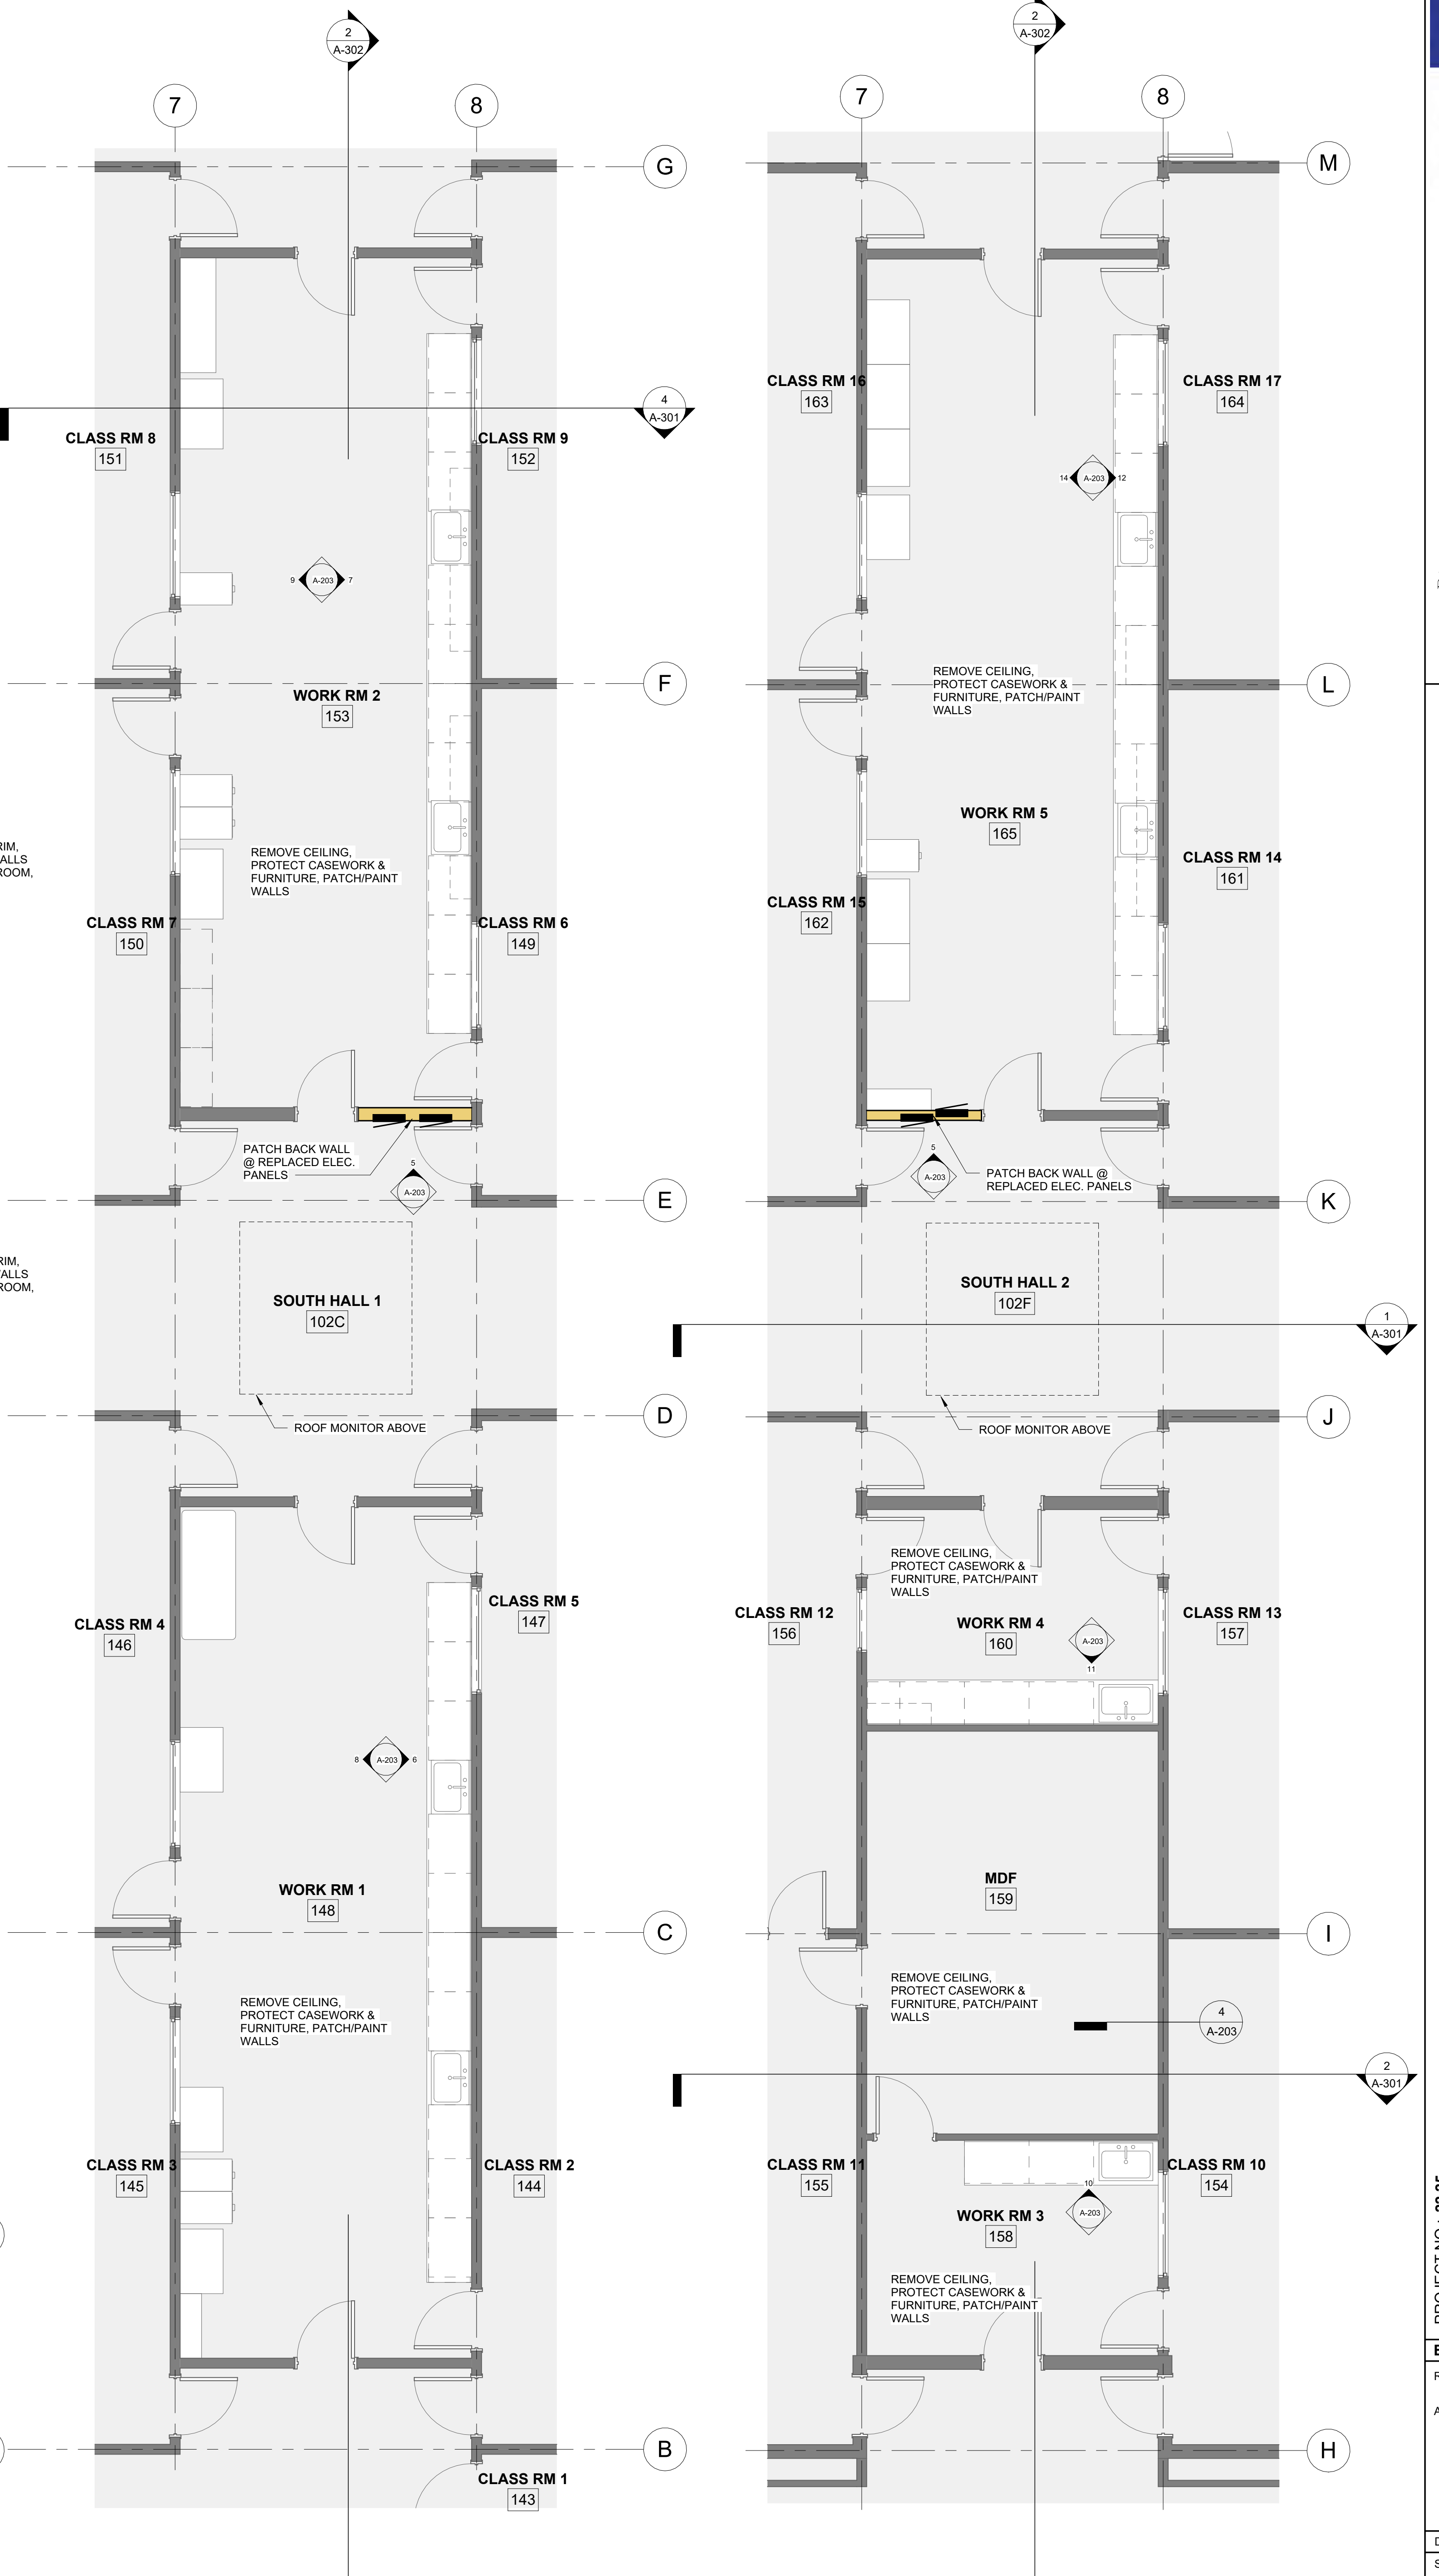 2
A-302
2
A-302
7
8
7
8
G
M
CLASS RM 16
163
CLASS RM 17
164
4
A-301
CLASS RM 8
151
CLASS RM 9
152
14
A-203
12
9
A-203
7
F
L
WORK RM 2
153
REMOVE CEILING,
PROTECT CASEWORK &
FURNITURE, PATCH/PAINT
WALLS
WORK RM 5
165
RIM,
ALLS
ROOM,
REMOVE CEILING,
PROTECT CASEWORK &
FURNITURE, PATCH/PAINT
WALLS
CLASS RM 14
161
CLASS RM 7
150
CLASS RM 6
149
CLASS RM 15
162
PATCH BACK WALL
@ REPLACED ELEC.
PANELS
5
A-203
5
A-203
PATCH BACK WALL @
REPLACED ELEC. PANELS
E
K
RIM,
ALLS
ROOM,
SOUTH HALL 1
102C
SOUTH HALL 2
102F
1
A-301
D
J
ROOF MONITOR ABOVE
ROOF MONITOR ABOVE
REMOVE CEILING,
PROTECT CASEWORK &
FURNITURE, PATCH/PAINT
WALLS
CLASS RM 4
146
CLASS RM 5
147
CLASS RM 12
156
WORK RM 4
160
CLASS RM 13
157
A-203
11
8
A-203
6
WORK RM 1
148
MDF
159
C
I
REMOVE CEILING,
PROTECT CASEWORK &
FURNITURE, PATCH/PAINT
WALLS
REMOVE CEILING,
PROTECT CASEWORK &
FURNITURE, PATCH/PAINT
WALLS
4
A-203
2
A-301
CLASS RM 3
145
CLASS RM 2
144
CLASS RM 11
155
10
A-203
CLASS RM 10
154
WORK RM 3
158
REMOVE CEILING,
PROTECT CASEWORK &
FURNITURE, PATCH/PAINT
WALLS
B
H
CLASS RM 1
143